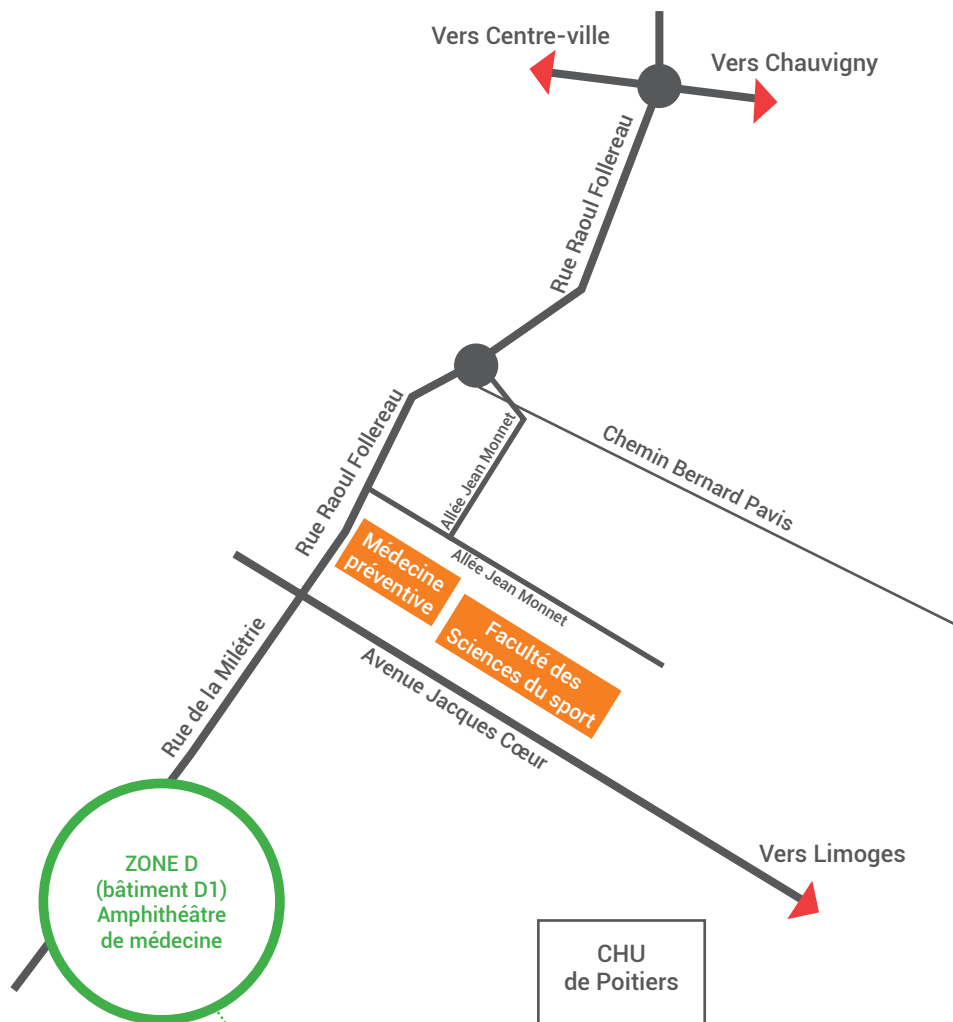 Vers Centre-ville
Vers Chauvigny
Rue Raoul Follereau
Rue Raoul Follereau
Allée Jean Monnet
Chemin Bernard Pavis
Allée Jean Monnet
Médecine
préventive
Faculté des
Sciences du sport
Rue de la Milétrie
Avenue Jacques Cœur
Vers Limoges
ZONE D
(bâtiment D1)
Amphithéâtre
de médecine
CHU
de Poitiers